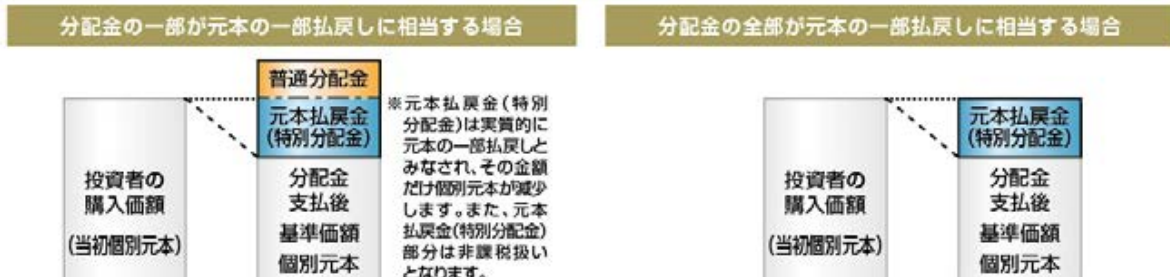 分配金の一部が元本の一部払戻しに相当する場合
普通分配金
元本払戻金
(特別分配金)
投資者の
購入価額
(当初個別元本)
分配金
支払後
基準価額
個別元本
※元本払戻金(特別
分配金)は実質的に
元本の一部払戻しと
みなされ、その金額
だけ個別元本が減少
します。また、元本
払戻金(特別分配金)
部分は非課税扱い
となります。
分配金の全部が元本の一部払戻しに相当する場合
元本払戻金
(特別分配金)
投資者の
購入価額
(当初個別元本)
分配金
支払後
基準価額
個別元本